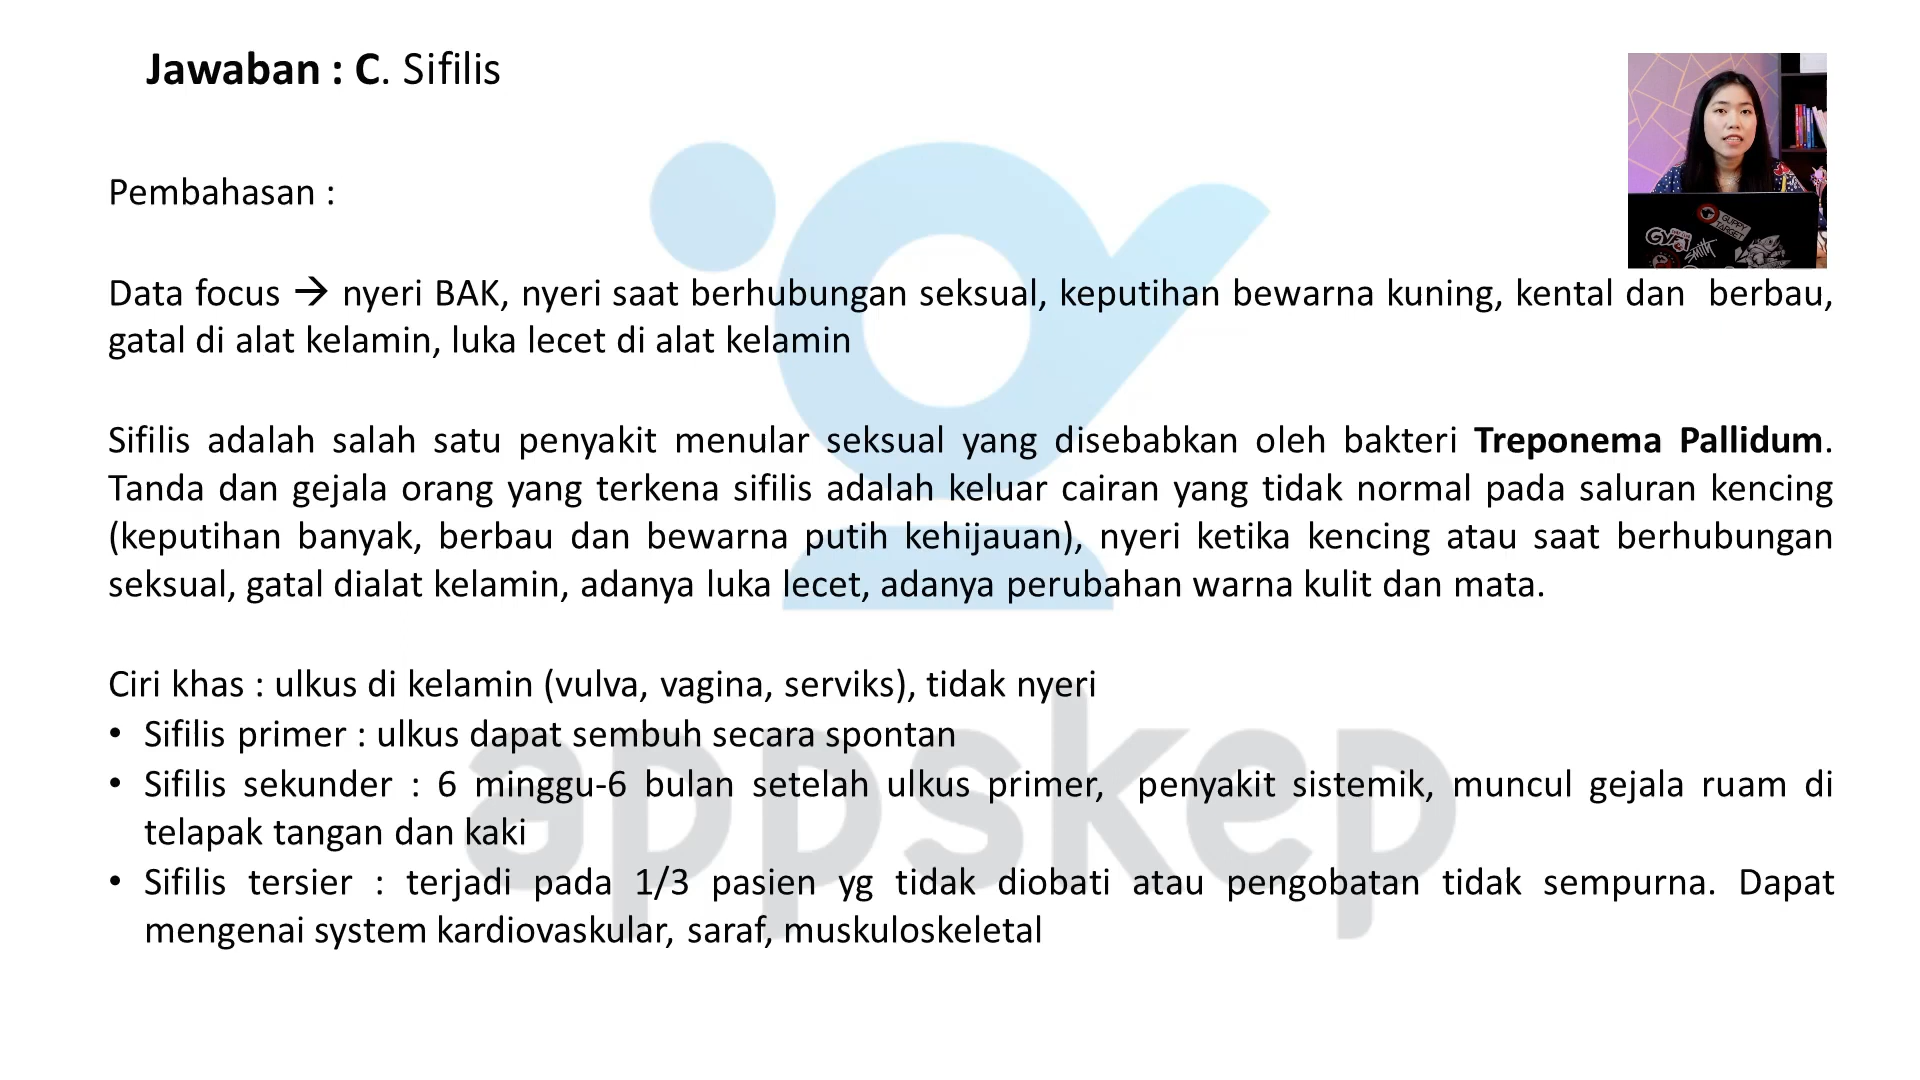 Jawaban : C. Sifilis
Pembahasan :
Data focus → nyeri BAK, nyeri saat berhubungan seksual, keputihan bewarna kuning, kental dan berbau,
gatal di alat kelamin, luka lecet di alat kelamin
Sifilis adalah salah satu penyakit menular seksual yang disebabkan oleh bakteri Treponema Pallidum.
Tanda dan gejala orang yang terkena sifilis adalah keluar cairan yang tidak normal pada saluran kencing
(keputihan banyak, berbau dan bewarna putih kehijauan), nyeri ketika kencing atau saat berhubungan
seksual, gatal dialat kelamin, adanya luka lecet, adanya perubahan warna kulit dan mata.
Ciri khas : ulkus di kelamin (vulva, vagina, serviks), tidak nyeri
• Sifilis primer : ulkus dapat sembuh secara spontan
• Sifilis sekunder : 6 minggu-6 bulan setelah ulkus primer, penyakit sistemik, muncul gejala ruam di
telapak tangan dan kaki
• Sifilis tersier : terjadi pada 1/3 pasien yg tidak diobati atau pengobatan tidak sempurna. Dapat
mengenai system kardiovaskular, saraf, muskuloskeletal
appskep
GUPPY
TARGET
SMITH